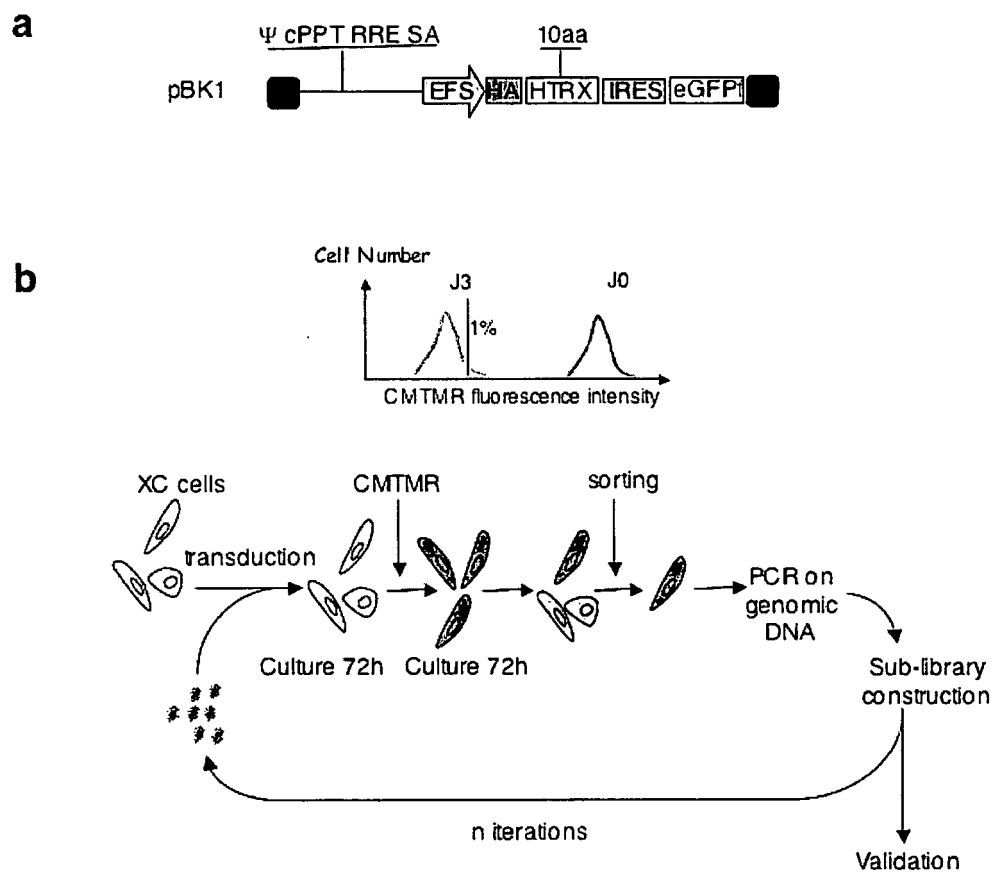 a
Ψ cPPT RRE SA
10aa
pBK1
EFS HA HTRX IRES eGFP
b
Cell Number
J3
J0
1%
CMTMR fluorescence intensity
XC cells
CMTMR
sorting
transduction
PCR on
genomic
DNA
Culture 72h
Culture 72h
Sub-library
construction
n iterations
Validation